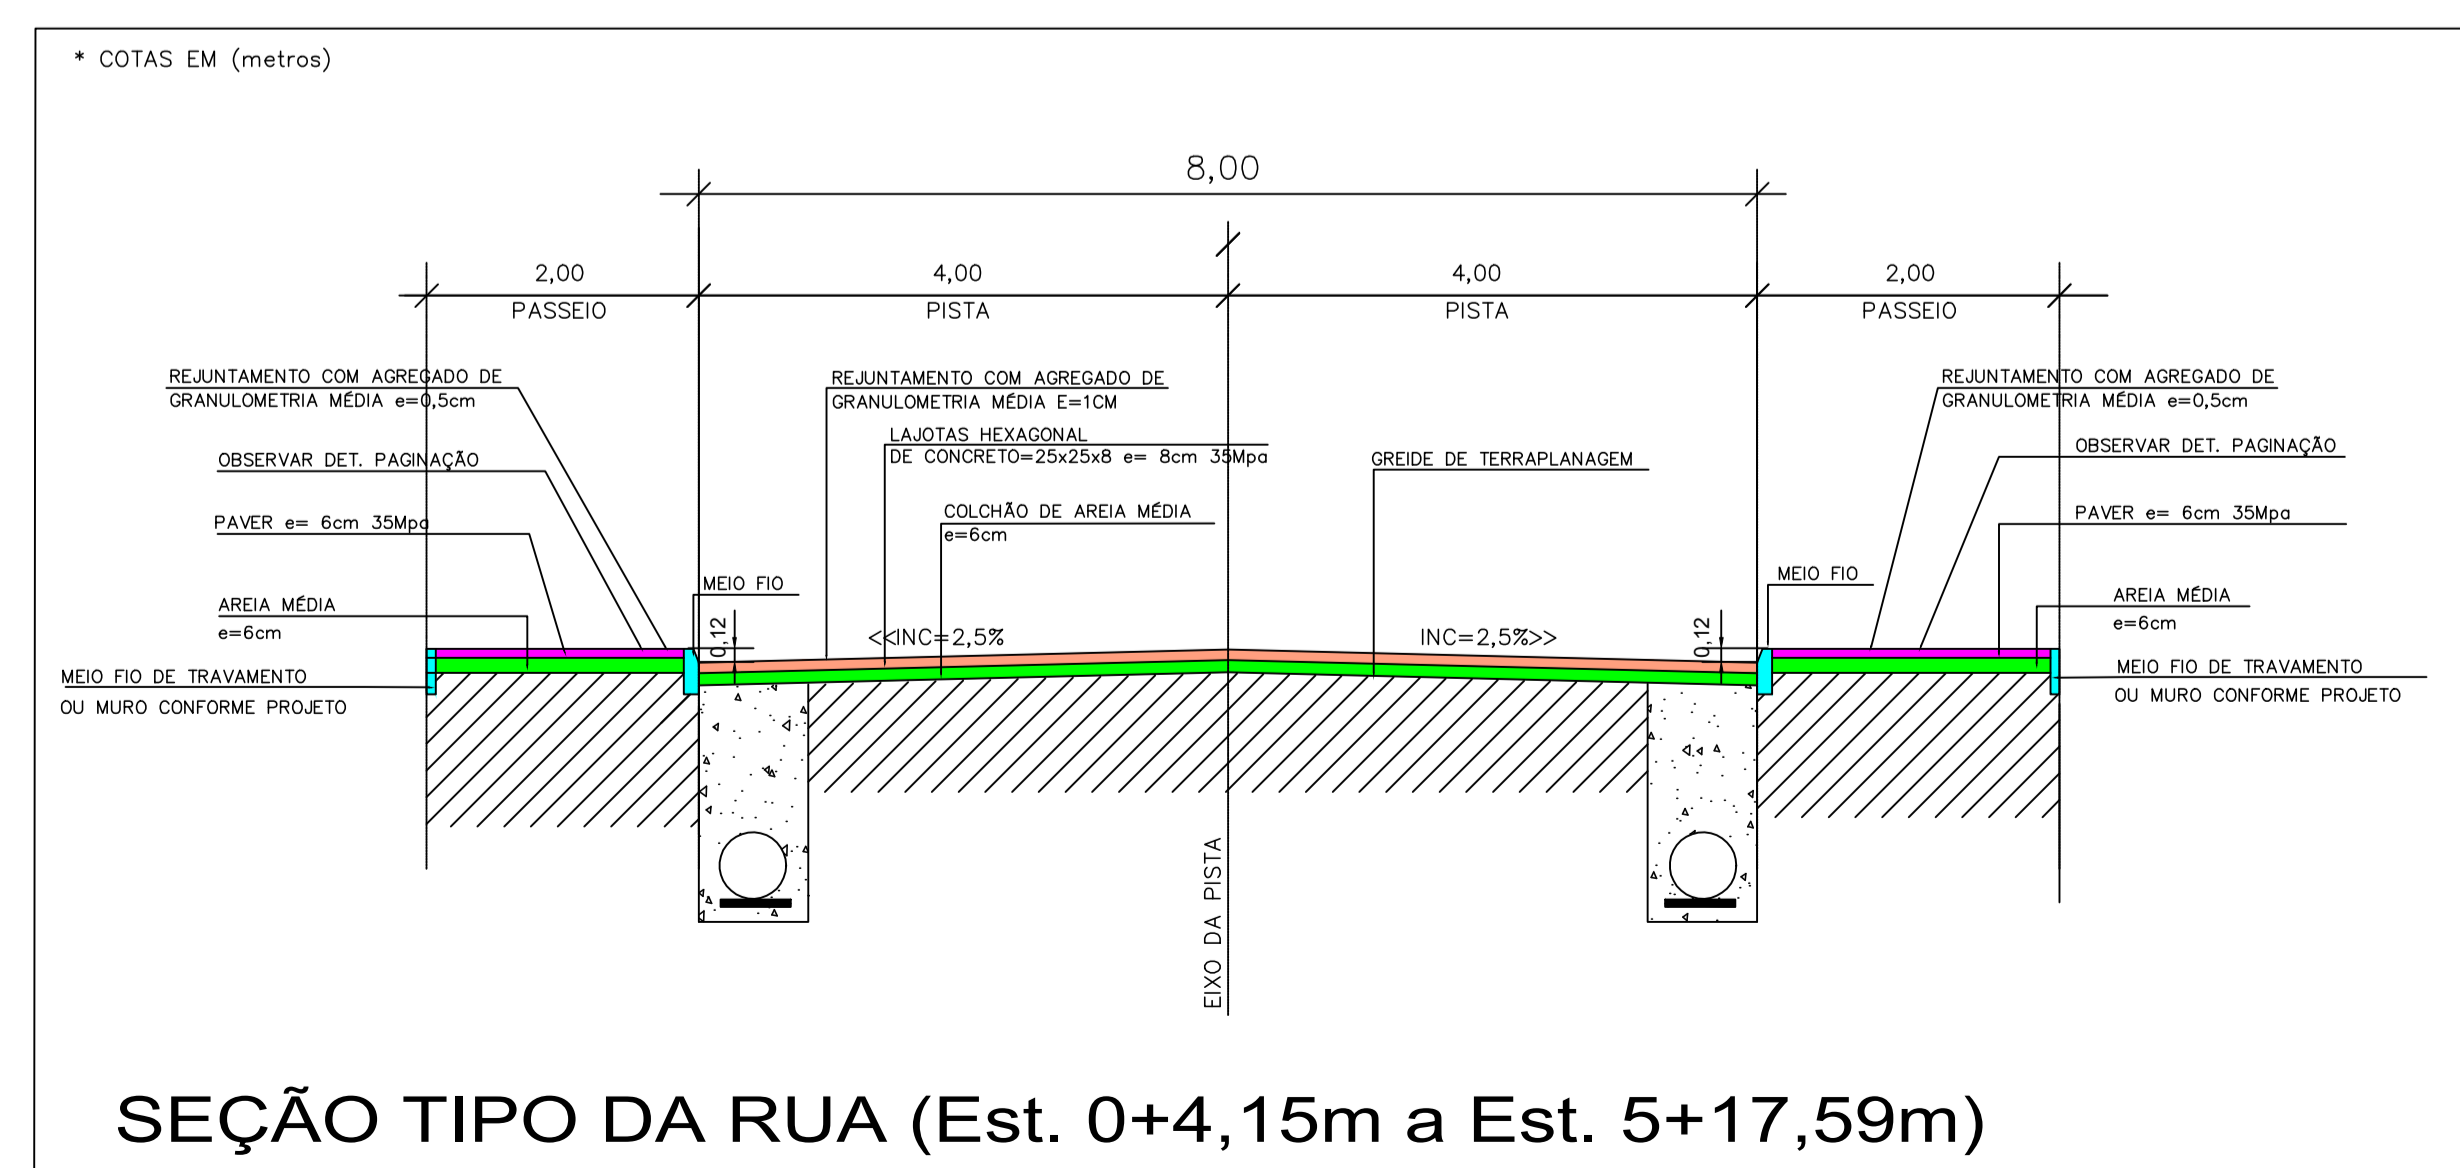 * COTAS EM (metros)
8,00
2,00
4,00
4,00
2,00
PASSEIO
PISTA
PISTA
PASSEIO
REJUNTAMENTO COM AGREGADO DE
GRANULOMETRIA MÉDIA e=0,5cm
OBSERVAR DET. PAGINAÇÃO
PAVER e= 6cm 35Mpa
AREIA MÉDIA
e=6cm
MEIO FIO DE TRAVAMENTO
OU MURO CONFORME PROJETO
MEIO FIO
0,12
REJUNTAMENTO COM AGREGADO DE
GRANULOMETRIA MÉDIA E=1CM
LAJOTAS HEXAGONAL
DE CONCRETO=25x25x8 e= 8cm 35Mpa
COLCHÃO DE AREIA MÉDIA
e=6cm
<<INC=2,5%
GREIDE DE TERRAPLANAGEM
INC=2,5%>>
EIXO DA PISTA
MEIO FIO
0,12
REJUNTAMENTO COM AGREGADO DE
GRANULOMETRIA MÉDIA e=0,5cm
OBSERVAR DET. PAGINAÇÃO
PAVER e= 6cm 35Mpa
AREIA MÉDIA
e=6cm
MEIO FIO DE TRAVAMENTO
OU MURO CONFORME PROJETO
SEÇÃO TIPO DA RUA (Est. 0+4,15m a Est. 5+17,59m)